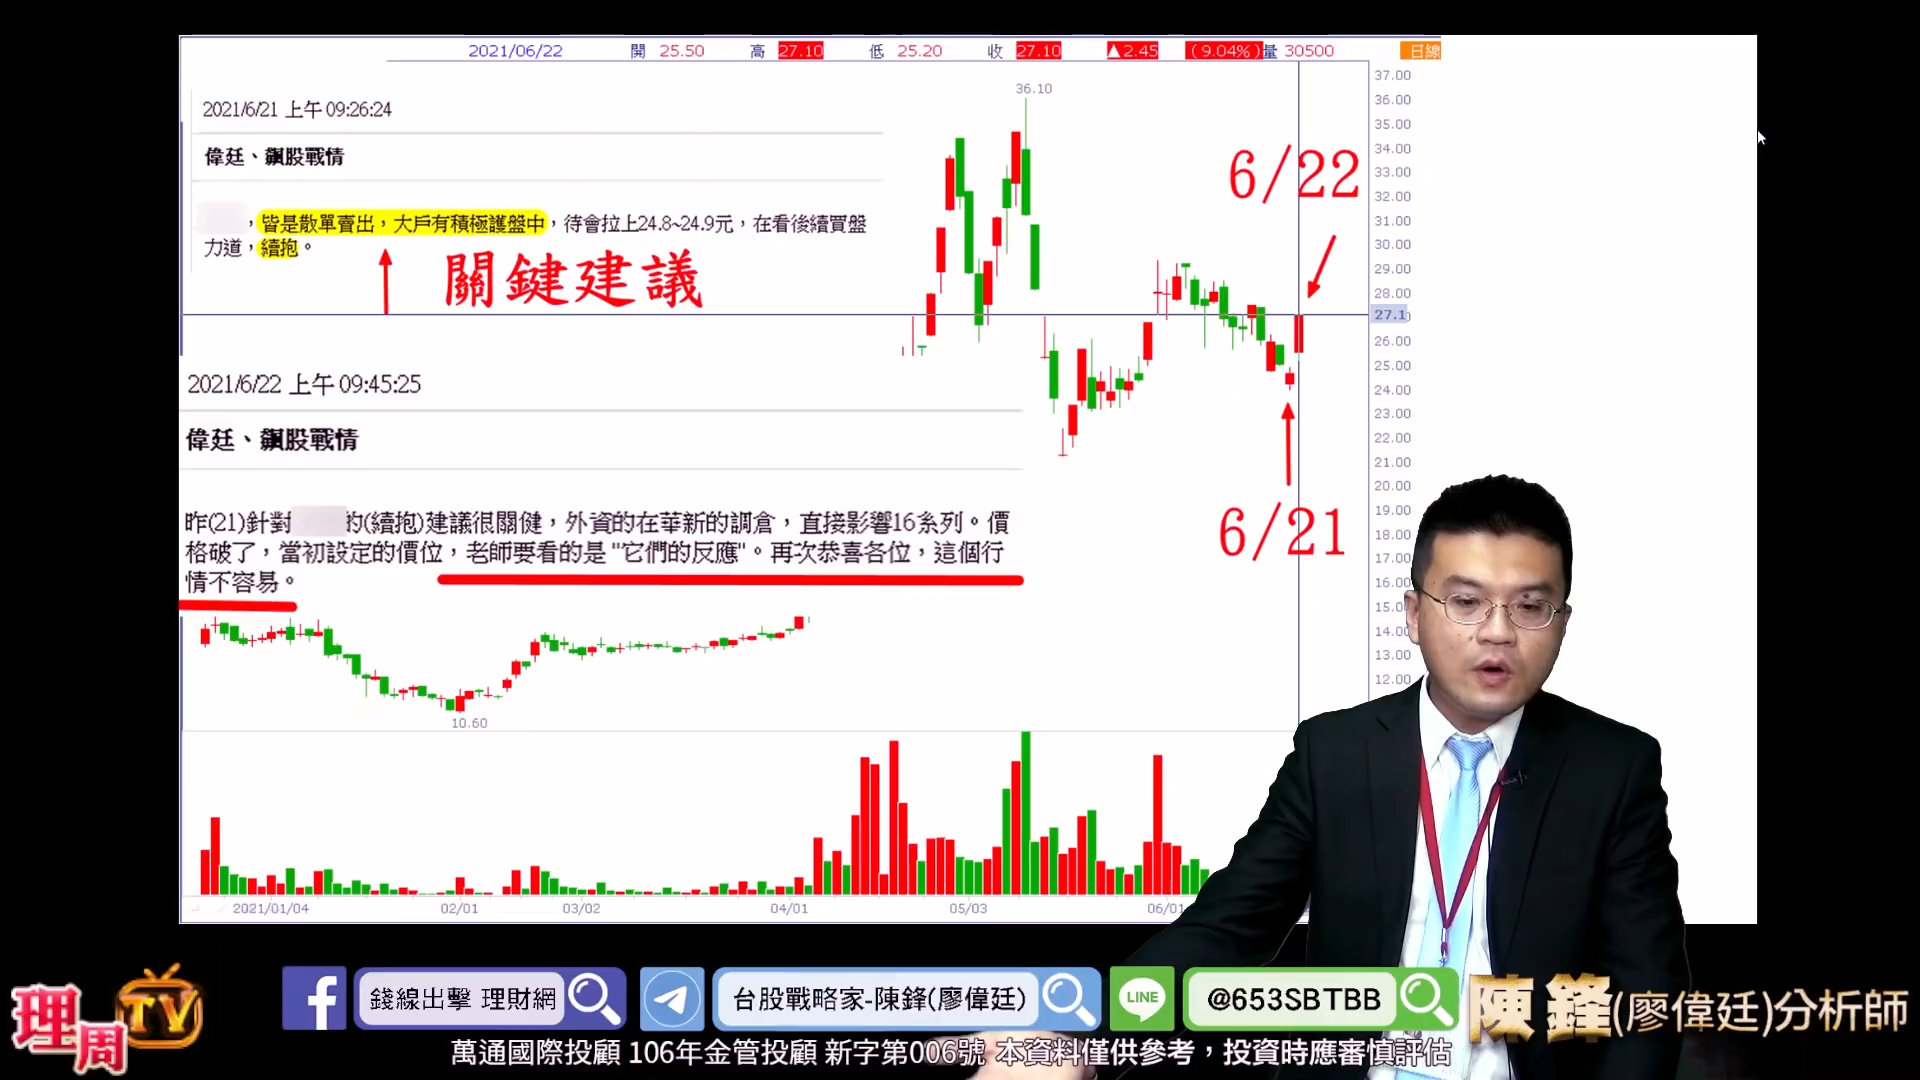 2021/06/22 開 25.50 高 27.10 低 25.20 收 27.10 ▲2.45 (9.04%)量 30500 日線
2021/6/21 上午 09:26:24
偉廷、飆股戰情
,皆是散單賣出,大戶有積極護盤中,待會拉上24.8~24.9元,在看後續買盤
力道,續抱。
關鍵建議
2021/6/22 上午 09:45:25
偉廷、飆股戰情
昨(21)針對 的(續抱)建議很關健,外資的在華新的調倉,直接影響16系列。價
格破了,當初設定的價位,老師要看的是 "它們的反應"。再次恭喜各位,這個行
情不容易。
36.10
6/22
6/21
10.60
37.00
36.00
35.00
34.00
33.00
32.00
31.00
30.00
29.00
28.00
27.1
26.00
25.00
24.00
23.00
22.00
21.00
20.00
19.00
18.00
17.00
16.00
15.0
14.0
13.00
12.00
2021/01/04 02/01 03/02 04/01 05/03 06/01
理周TV
f 錢線出擊 理財網 台股戰略家-陳鋒(廖偉廷) LINE @653SBTBB
陳鋒(廖偉廷)分析師
萬通國際投顧 106年金管投顧 新字第006號 本資料僅供參考,投資時應審慎評估